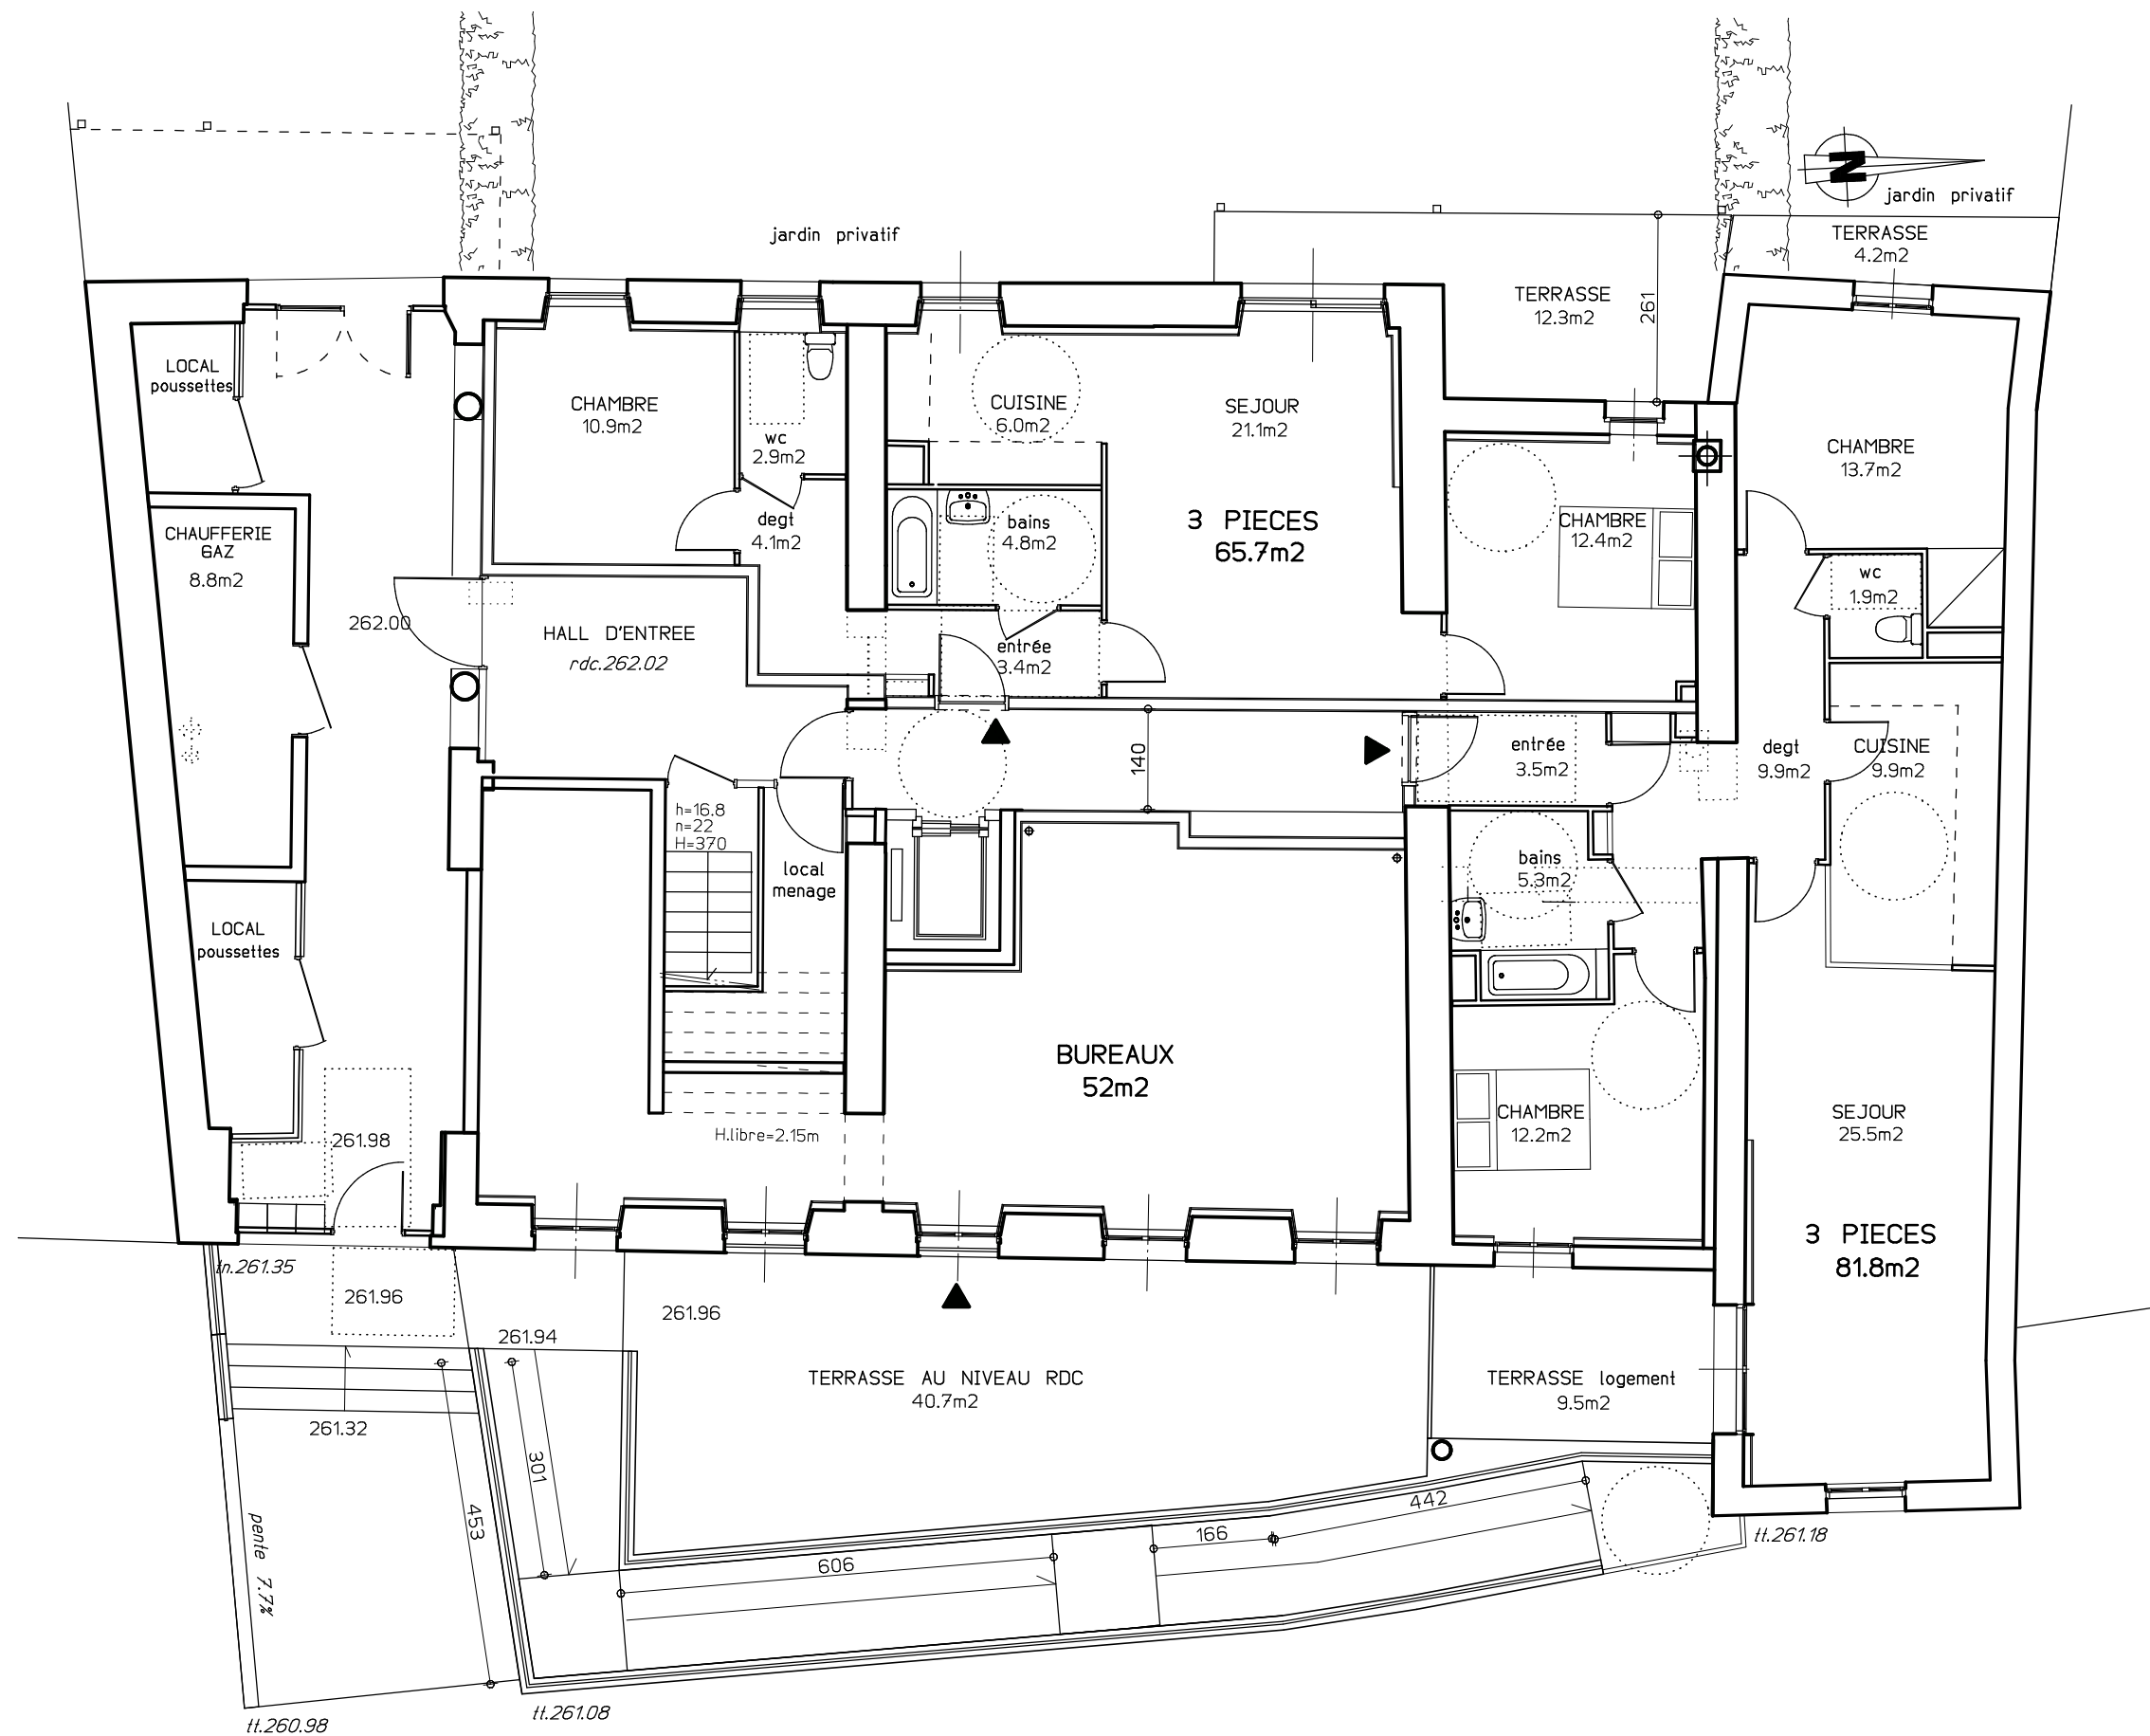 N
jardin privatif
jardin privatif
TERRASSE
4.2m2
TERRASSE
12.3m2
261
LOCAL
poussettes
CHAMBRE
10.9m2
wc
2.9m2
CUISINE
6.0m2
SEJOUR
21.1m2
CHAMBRE
13.7m2
degt
4.1m2
bains
4.8m2
3 PIECES
65.7m2
CHAMBRE
12.4m2
CHAUFFERIE
GAZ
8.8m2
wc
1.9m2
262.00
HALL D'ENTREE
rdc.262.02
entrée
3.4m2
140
entrée
3.5m2
degt
9.9m2
CUISINE
9.9m2
h=16.8
n=22
H=370
local
menage
bains
5.3m2
LOCAL
poussettes
BUREAUX
52m2
CHAMBRE
12.2m2
SEJOUR
25.5m2
261.98
H.libre=2.15m
3 PIECES
81.8m2
tn.261.35
261.96
261.96
261.94
TERRASSE AU NIVEAU RDC
40.7m2
TERRASSE logement
9.5m2
261.32
301
453
442
166
606
pente 7.7%
tt.261.18
tt.261.08
tt.260.98